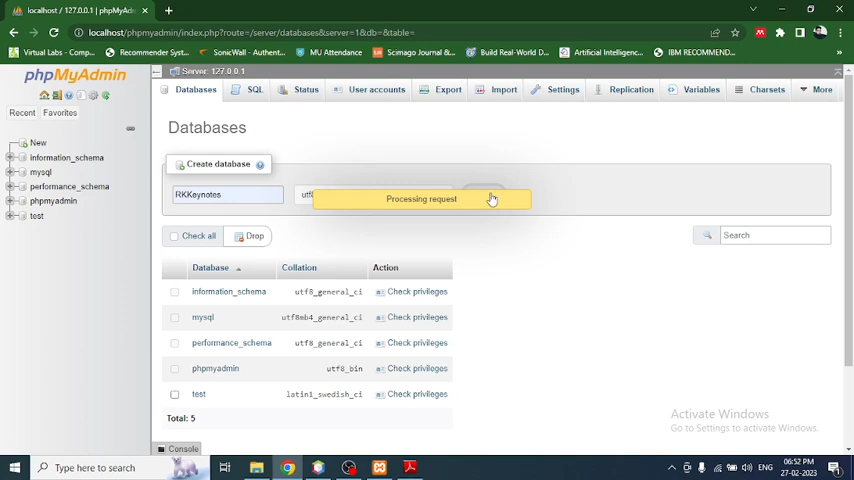 localhost / 127.0.0.1 | phpMyAdm
localhost/phpmyadmin/index.php?route=/server/databases&server=1&db=&table=
Virtual Labs - Comp... Recommender Syst... SonicWall - Authent... MU Attendance Scimago Journal &... Build Real-World D... Artificial Intelligenc... IBM RECOMMEND...
phpMyAdmin
Server: 127.0.0.1
Databases SQL Status User accounts Export Import Settings Replication Variables Charsets More
Recent Favorites
Databases
New
information_schema
mysql
performance_schema
phpmyadmin
test
Create database
RKKeynotes utf8
Processing request
Check all Drop Search
Database Collation Action
information_schema utf8_general_ci Check privileges
mysql utf8mb4_general_ci Check privileges
performance_schema utf8_general_ci Check privileges
phpmyadmin utf8_bin Check privileges
test latin1_swedish_ci Check privileges
Total: 5
Activate Windows
Go to Settings to activate Windows.
Console
Type here to search
ENG
06:52 PM
27-02-2023
1